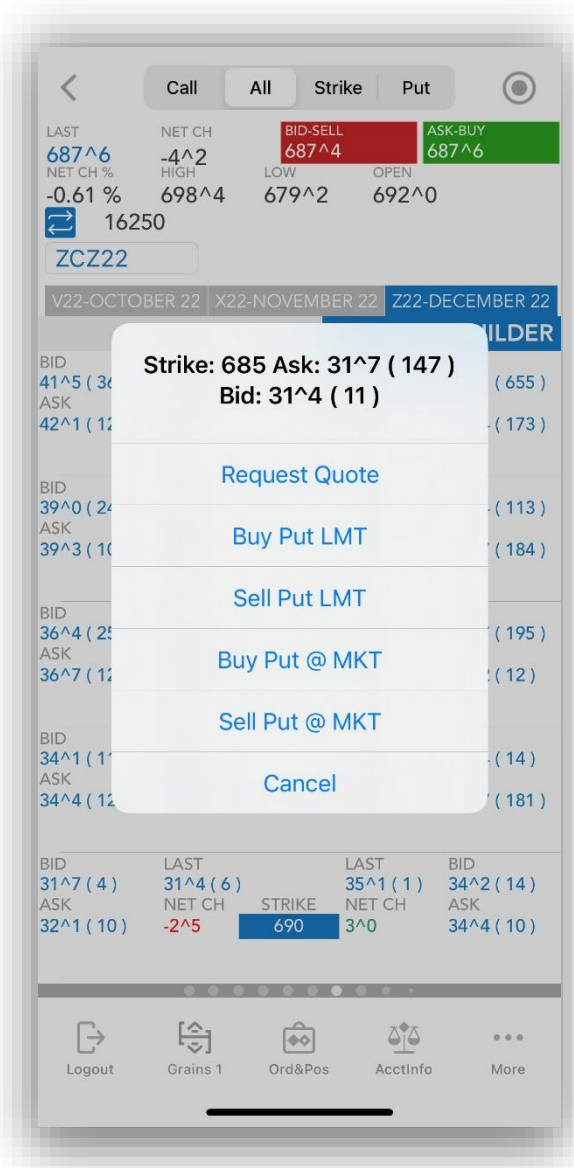 Call All Strike Put
LAST NET CH BID-SELL ASK-BUY
687^6 -4^2 687^4 687^6
NET CH % HIGH LOW OPEN
-0.61 % 698^4 679^2 692^0
16250
ZCZ22
V22-OCTOBER 22 X22-NOVEMBER 22 Z22-DECEMBER 22
ILDER
Strike: 685 Ask: 31^7 ( 147 )
Bid: 31^4 ( 11 )
Request Quote
Buy Put LMT
Sell Put LMT
Buy Put @ MKT
Sell Put @ MKT
Cancel
BID
41^5 ( 36 ( 655 )
ASK
42^1 ( 12 ( 173 )
BID
39^0 ( 24 ( 113 )
ASK
39^3 ( 10 ( 184 )
BID
36^4 ( 25 ( 195 )
ASK
36^7 ( 12 ( 12 )
BID
34^1 ( 1 ( 14 )
ASK
34^4 ( 12 ( 181 )
BID LAST LAST BID
31^7 ( 4 ) 31^4 ( 6 ) 35^1 ( 1 ) 34^2 ( 14 )
ASK NET CH STRIKE NET CH ASK
32^1 ( 10 ) -2^5 690 3^0 34^4 ( 10 )
Logout Grains 1 Ord&Pos AcctInfo More